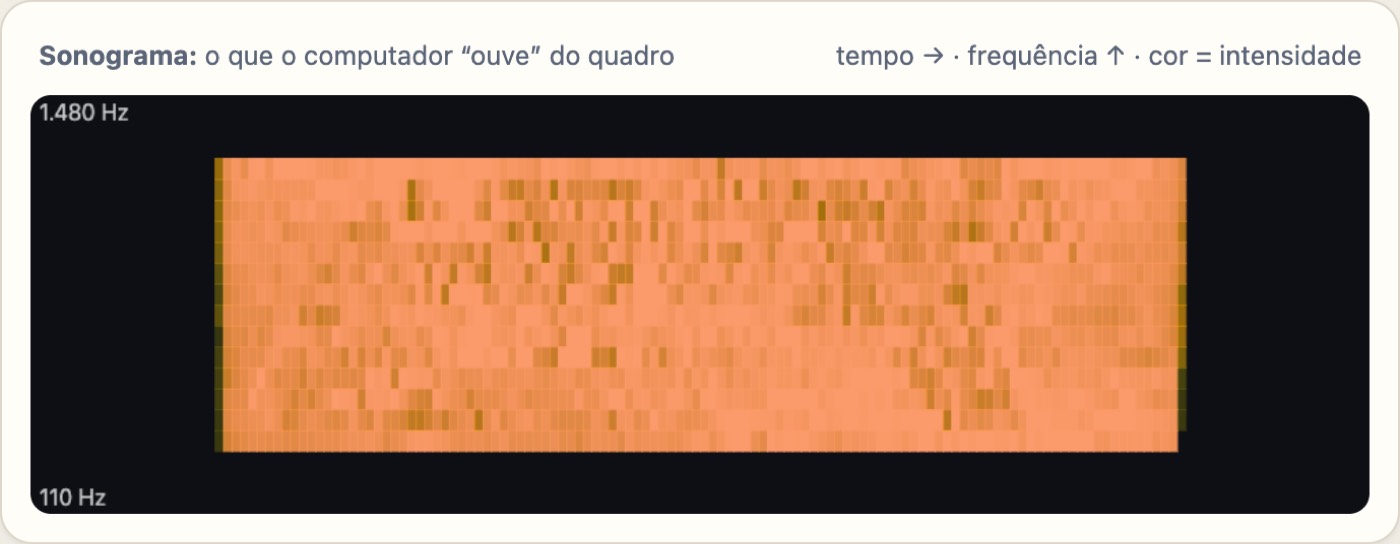 Sonograma: o que o computador “ouve” do quadro
tempo → · frequência ↑ · cor = intensidade
1.480 Hz
110 Hz